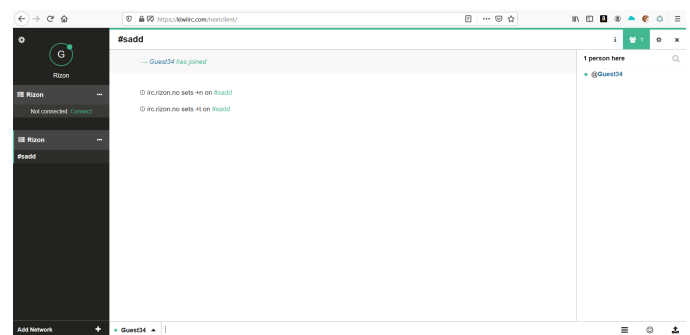 https://kiwiirc.com/nextclient/
G
Rizon
Rizon
Not connected. Connect
Rizon
#sadd
Add Network
#sadd
→ Guest34 has joined
irc.rizon.no sets +n on #sadd
irc.rizon.no sets +t on #sadd
1
1 person here
@Guest34
Guest34